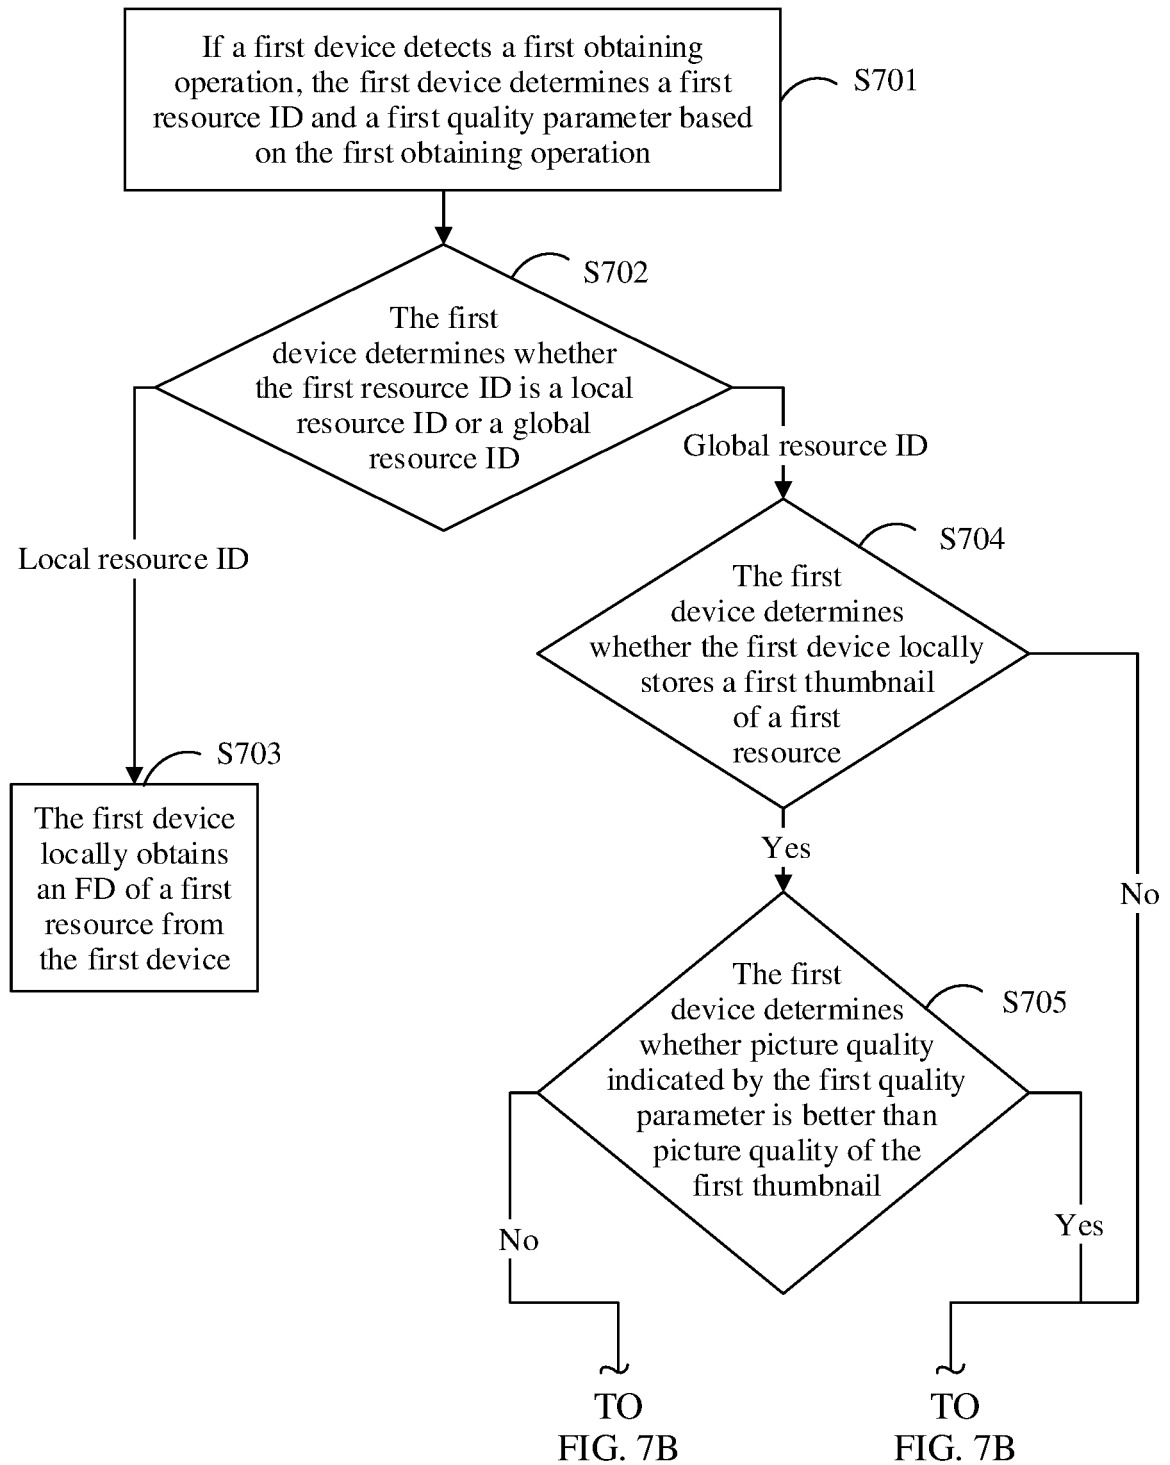 If a first device detects a first obtaining
operation, the first device determines a first
resource ID and a first quality parameter based
on the first obtaining operation
S701
S702
The first
device determines whether
the first resource ID is a local
resource ID or a global
resource ID
Global resource ID
Local resource ID
S704
The first
device determines
whether the first device locally
stores a first thumbnail
of a first
resource
S703
The first device
locally obtains
an FD of a first
resource from
the first device
Yes
No
S705
The first
device determines
whether picture quality
indicated by the first quality
parameter is better than
picture quality of the
first thumbnail
No
Yes
TO
FIG. 7B
TO
FIG. 7B